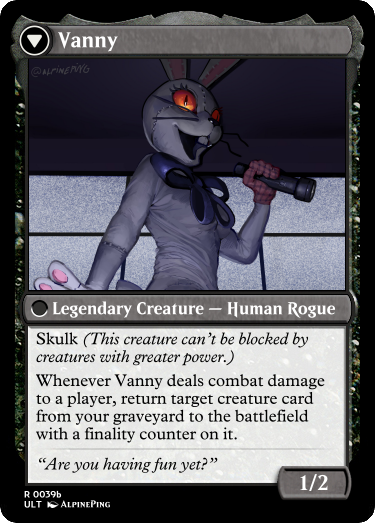 Vanny
©ALPINEPING
Legendary Creature — Human Rogue
Skulk (This creature can't be blocked by
creatures with greater power.)
Whenever Vanny deals combat damage
to a player, return target creature card
from your graveyard to the battlefield
with a finality counter on it.
“Are you having fun yet?”
1/2
R 0039b
ULT AlpinePing